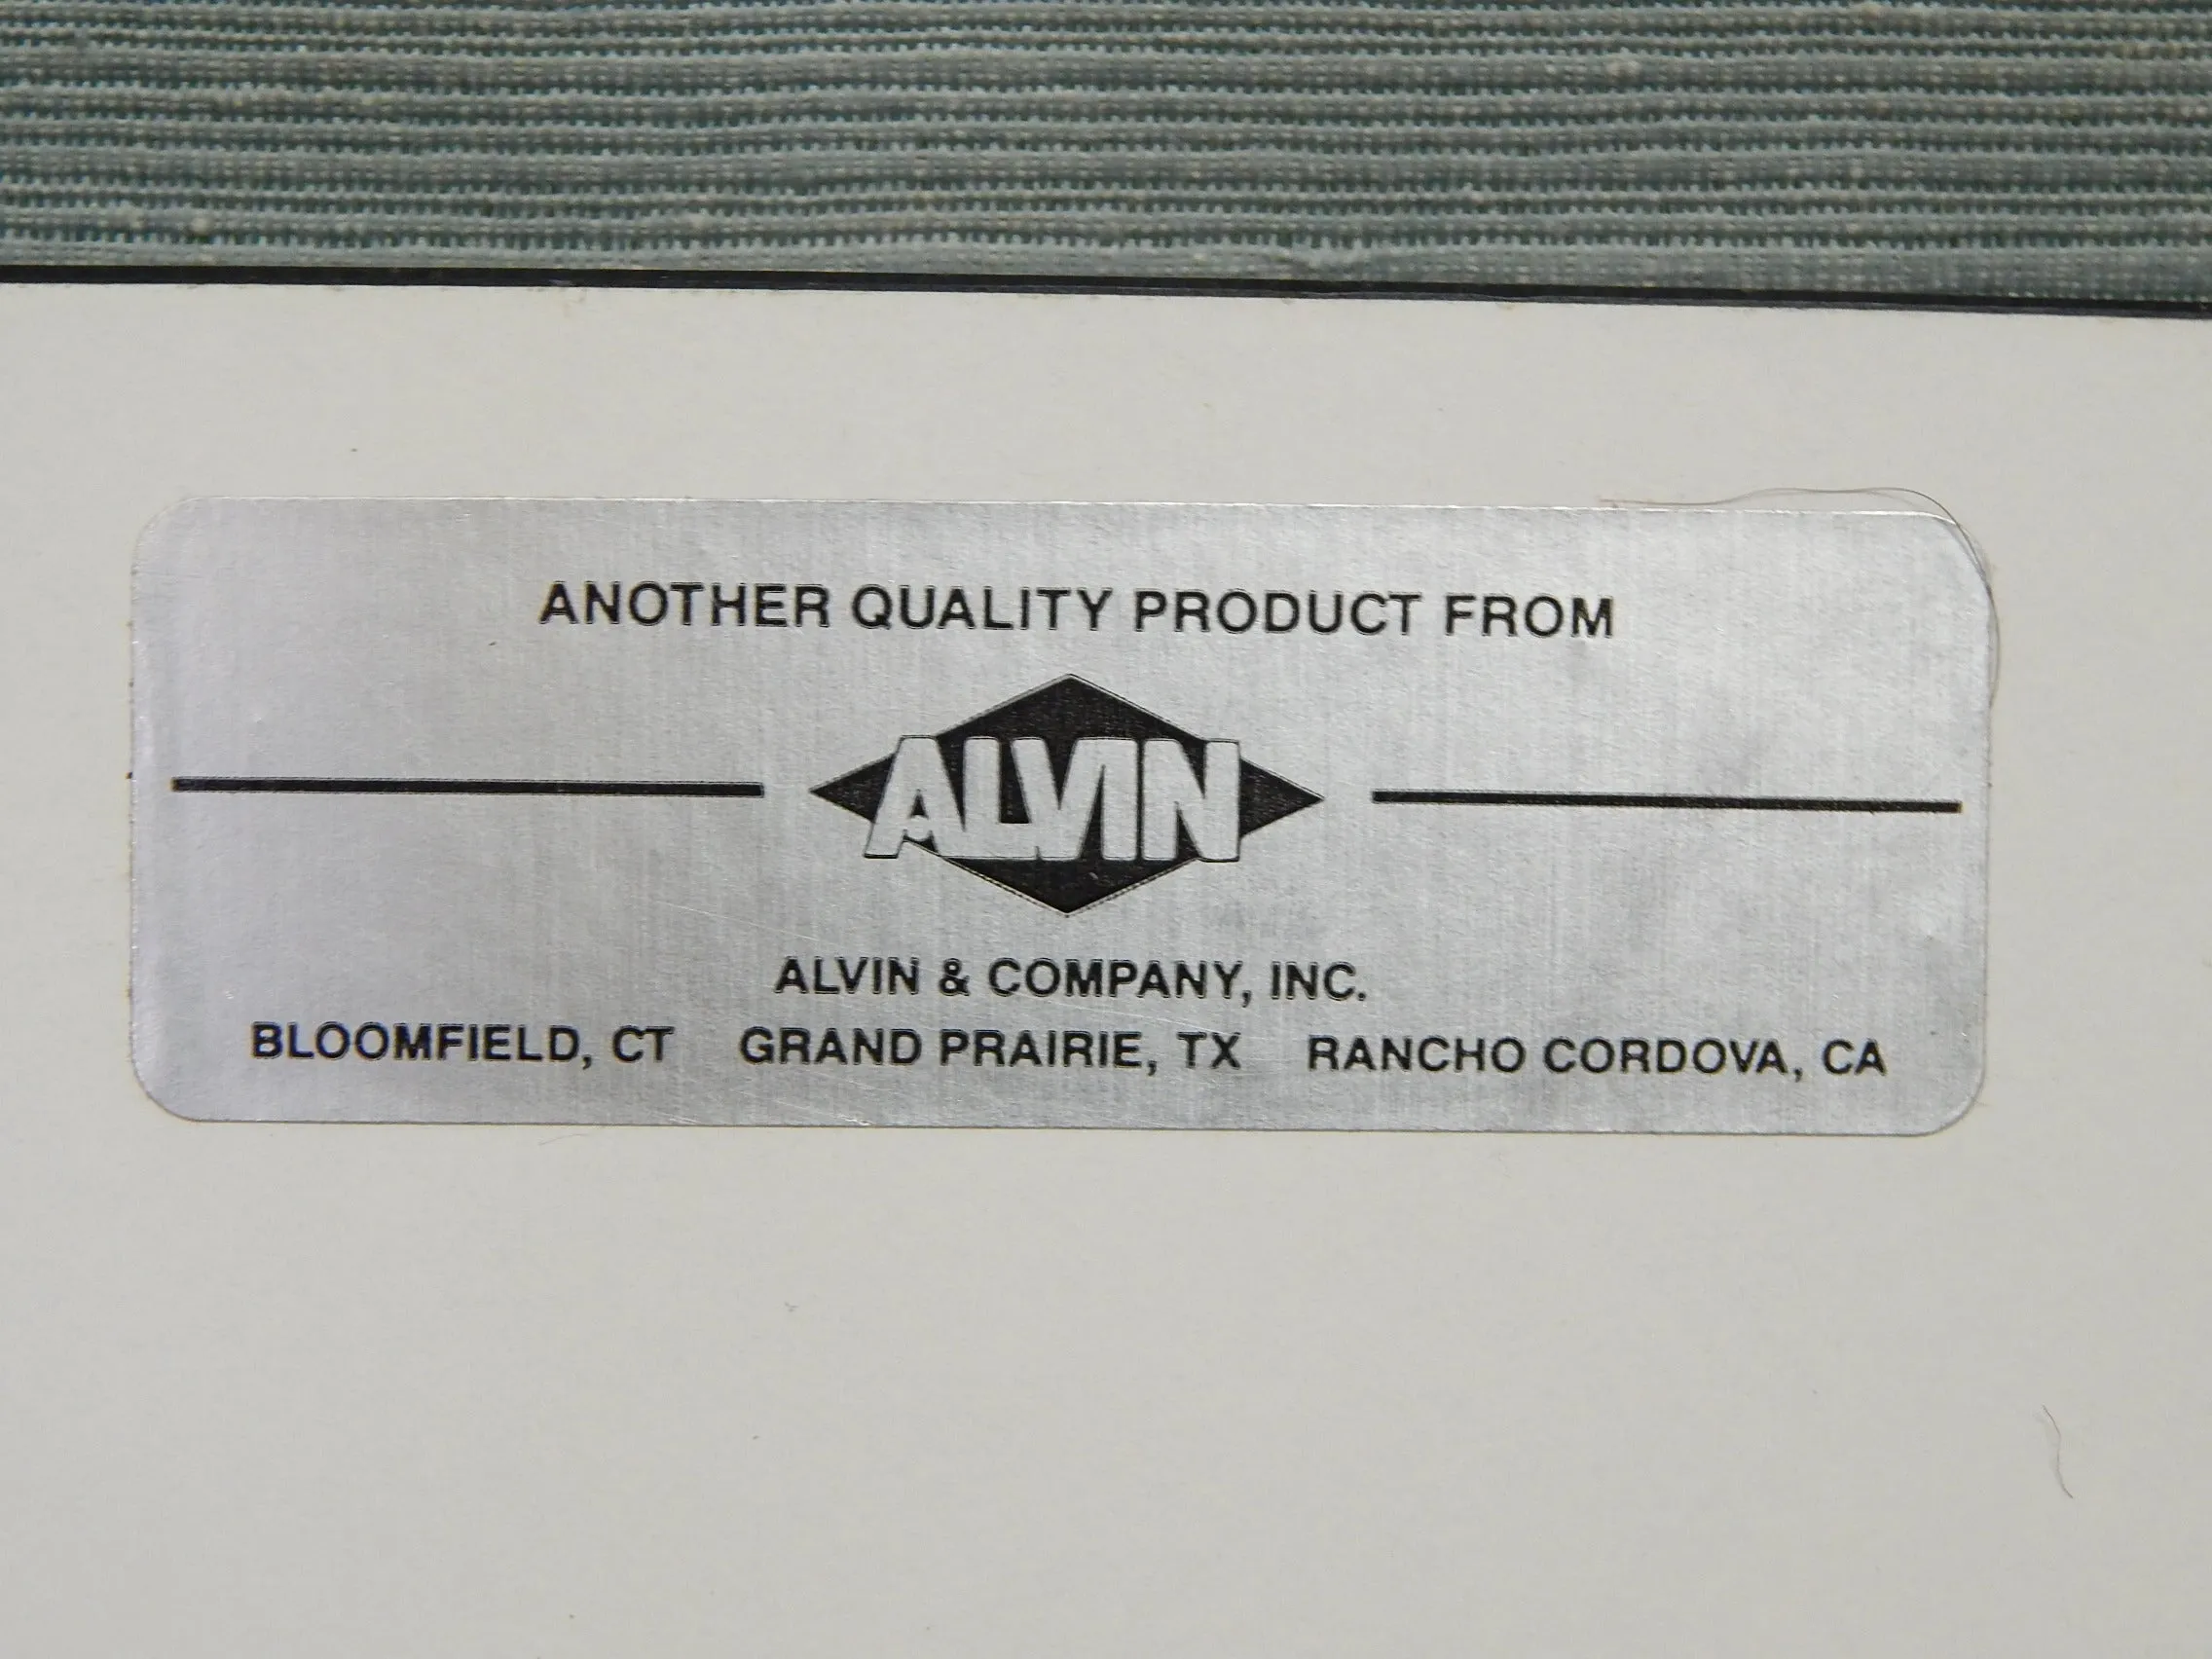 ANOTHER QUALITY PRODUCT FROM
ALVIN
ALVIN & COMPANY, INC.
BLOOMFIELD, CT GRAND PRAIRIE, TX RANCHO CORDOVA, CA